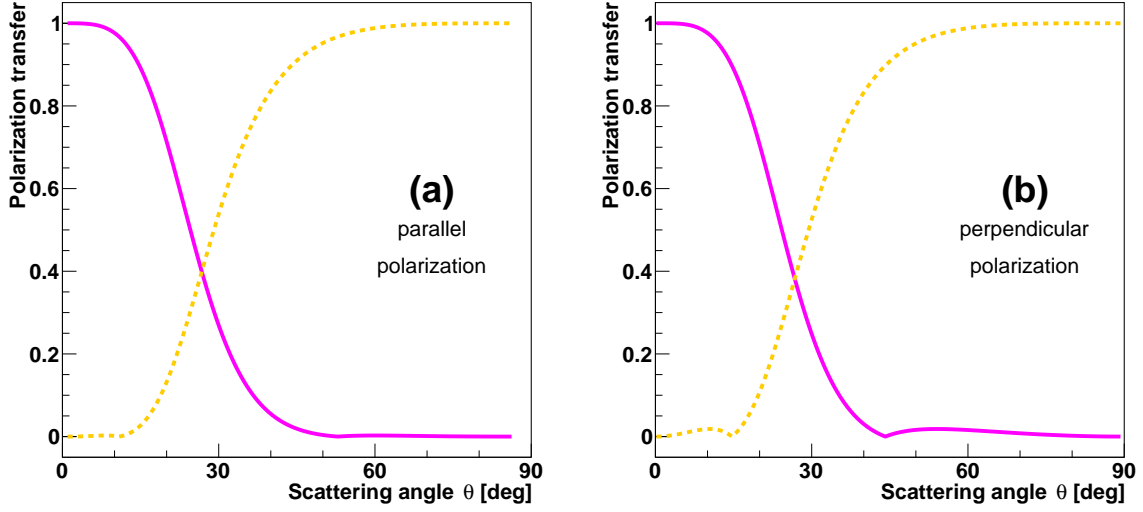 Polarization transfer
1
0.8
0.6
0.4
0.2
0
(a)
parallel
polarization
0 30 60 90
Scattering angle θ [deg]
Polarization transfer
1
0.8
0.6
0.4
0.2
0
(b)
perpendicular
polarization
0 30 60 90
Scattering angle θ [deg]